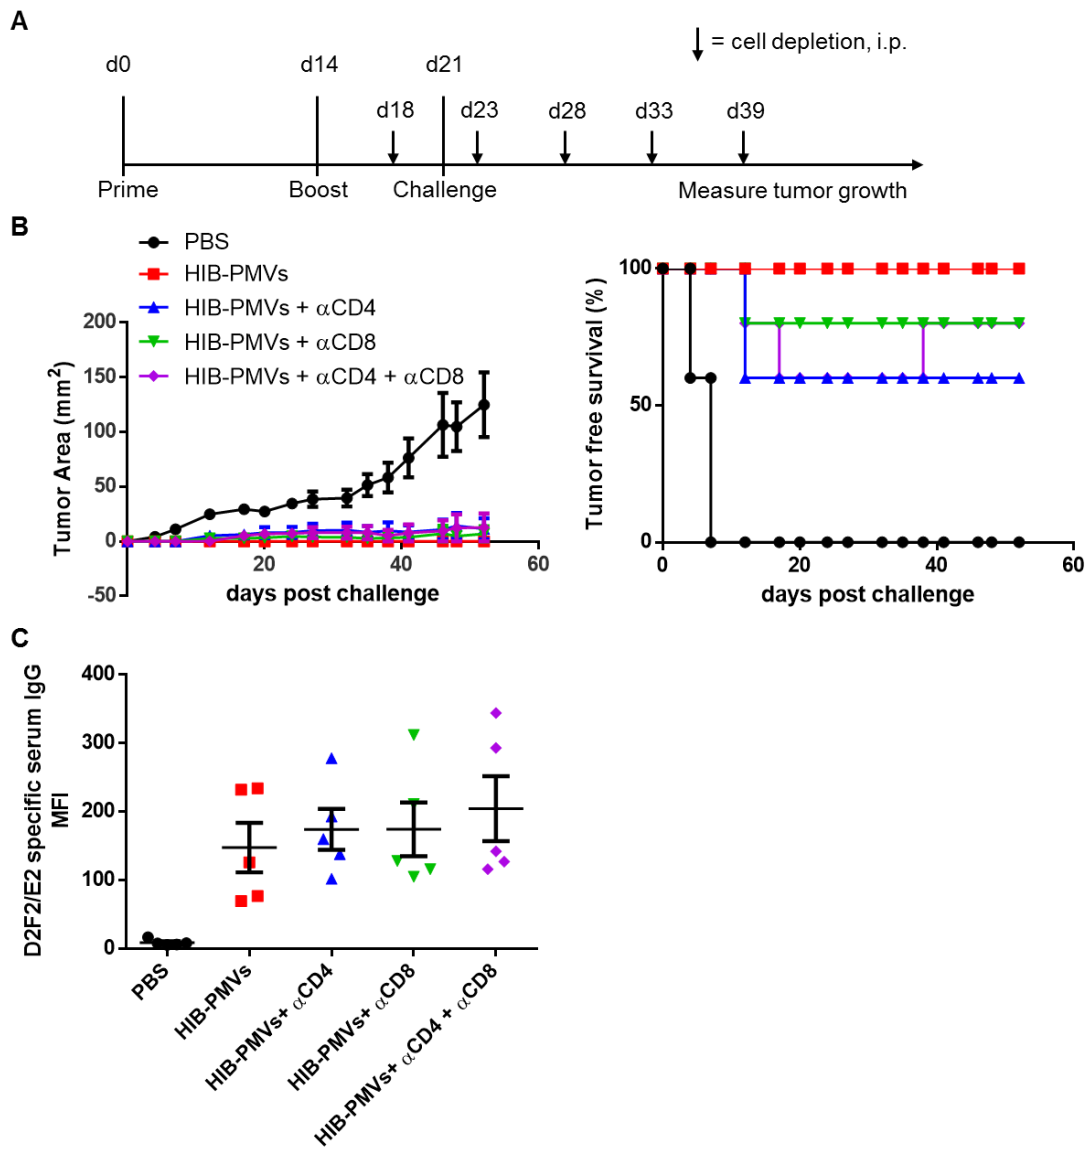 A
= cell depletion, i.p.
d0
d14
d21
d18
d23
d28
d33
d39
Prime
Boost
Challenge
Measure tumor growth
B
PBS
HIB-PMVs
HIB-PMVs + αCD4
HIB-PMVs + αCD8
HIB-PMVs + αCD4 + αCD8
Tumor Area (mm²)
200
150
100
50
0
-50
20
40
60
days post challenge
Tumor free survival (%)
100
50
0
0
20
40
60
days post challenge
C
D2F2/E2 specific serum IgG
MFI
400
300
200
100
0
PBS
HIB-PMVs
HIB-PMVs+ αCD4
HIB-PMVs+ αCD8
HIB-PMVs+ αCD4 + αCD8